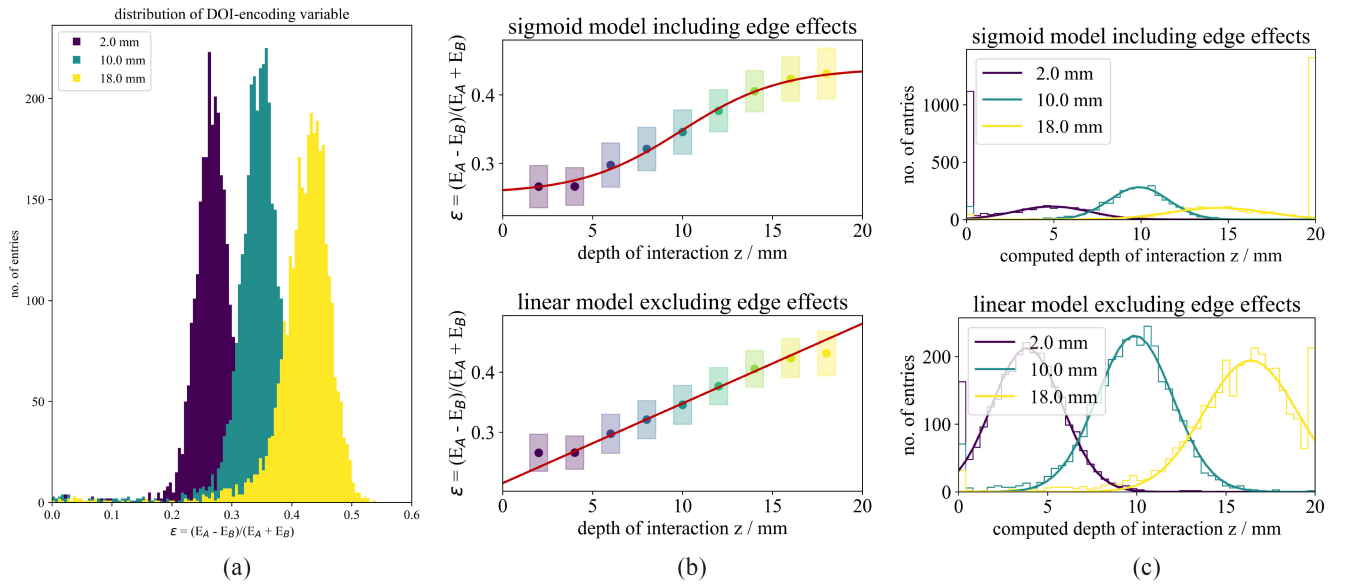 distribution of DOI-encoding variable
2.0 mm
10.0 mm
18.0 mm
no. of entries
200
150
100
50
0
0.0 0.1 0.2 0.3 0.4 0.5 0.6
ε = (E_A - E_B)/(E_A + E_B)
(a)
sigmoid model including edge effects
ε = (E_A - E_B)/(E_A + E_B)
0.4
0.3
0 5 10 15 20
depth of interaction z / mm
linear model excluding edge effects
ε = (E_A - E_B)/(E_A + E_B)
0.4
0.3
0 5 10 15 20
depth of interaction z / mm
(b)
sigmoid model including edge effects
2.0 mm
10.0 mm
18.0 mm
no. of entries
1000
500
0
0 5 10 15 20
computed depth of interaction z / mm
linear model excluding edge effects
2.0 mm
10.0 mm
18.0 mm
no. of entries
200
100
0
0 5 10 15 20
computed depth of interaction z / mm
(c)